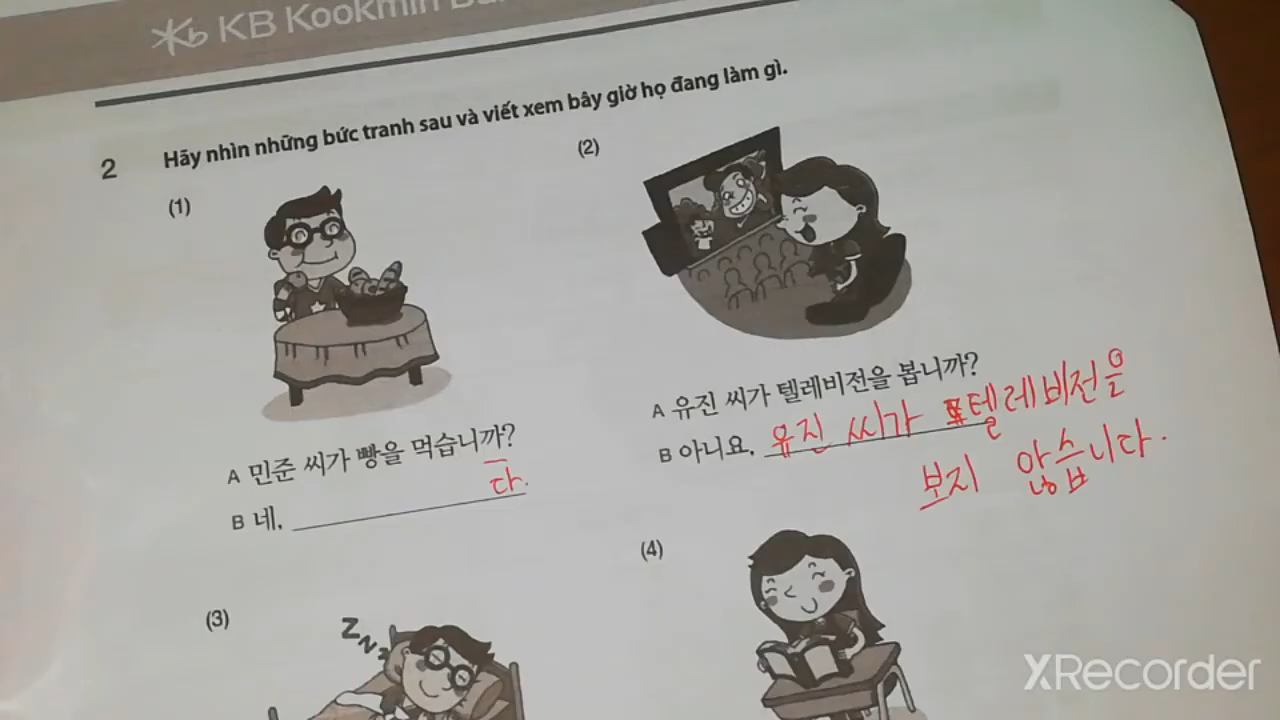 KB Kookmin
2 Hãy nhìn những bức tranh sau và viết xem bây giờ họ đang làm gì.
(1)
(2)
A 민준 씨가 빵을 먹습니까?
다.
B 네,
A 유진 씨가 텔레비전을 봅니까?
B 아니요, 유진 씨가 텔레비전을
보지 않습니다.
(3)
(4)
Z
N
XRecorder